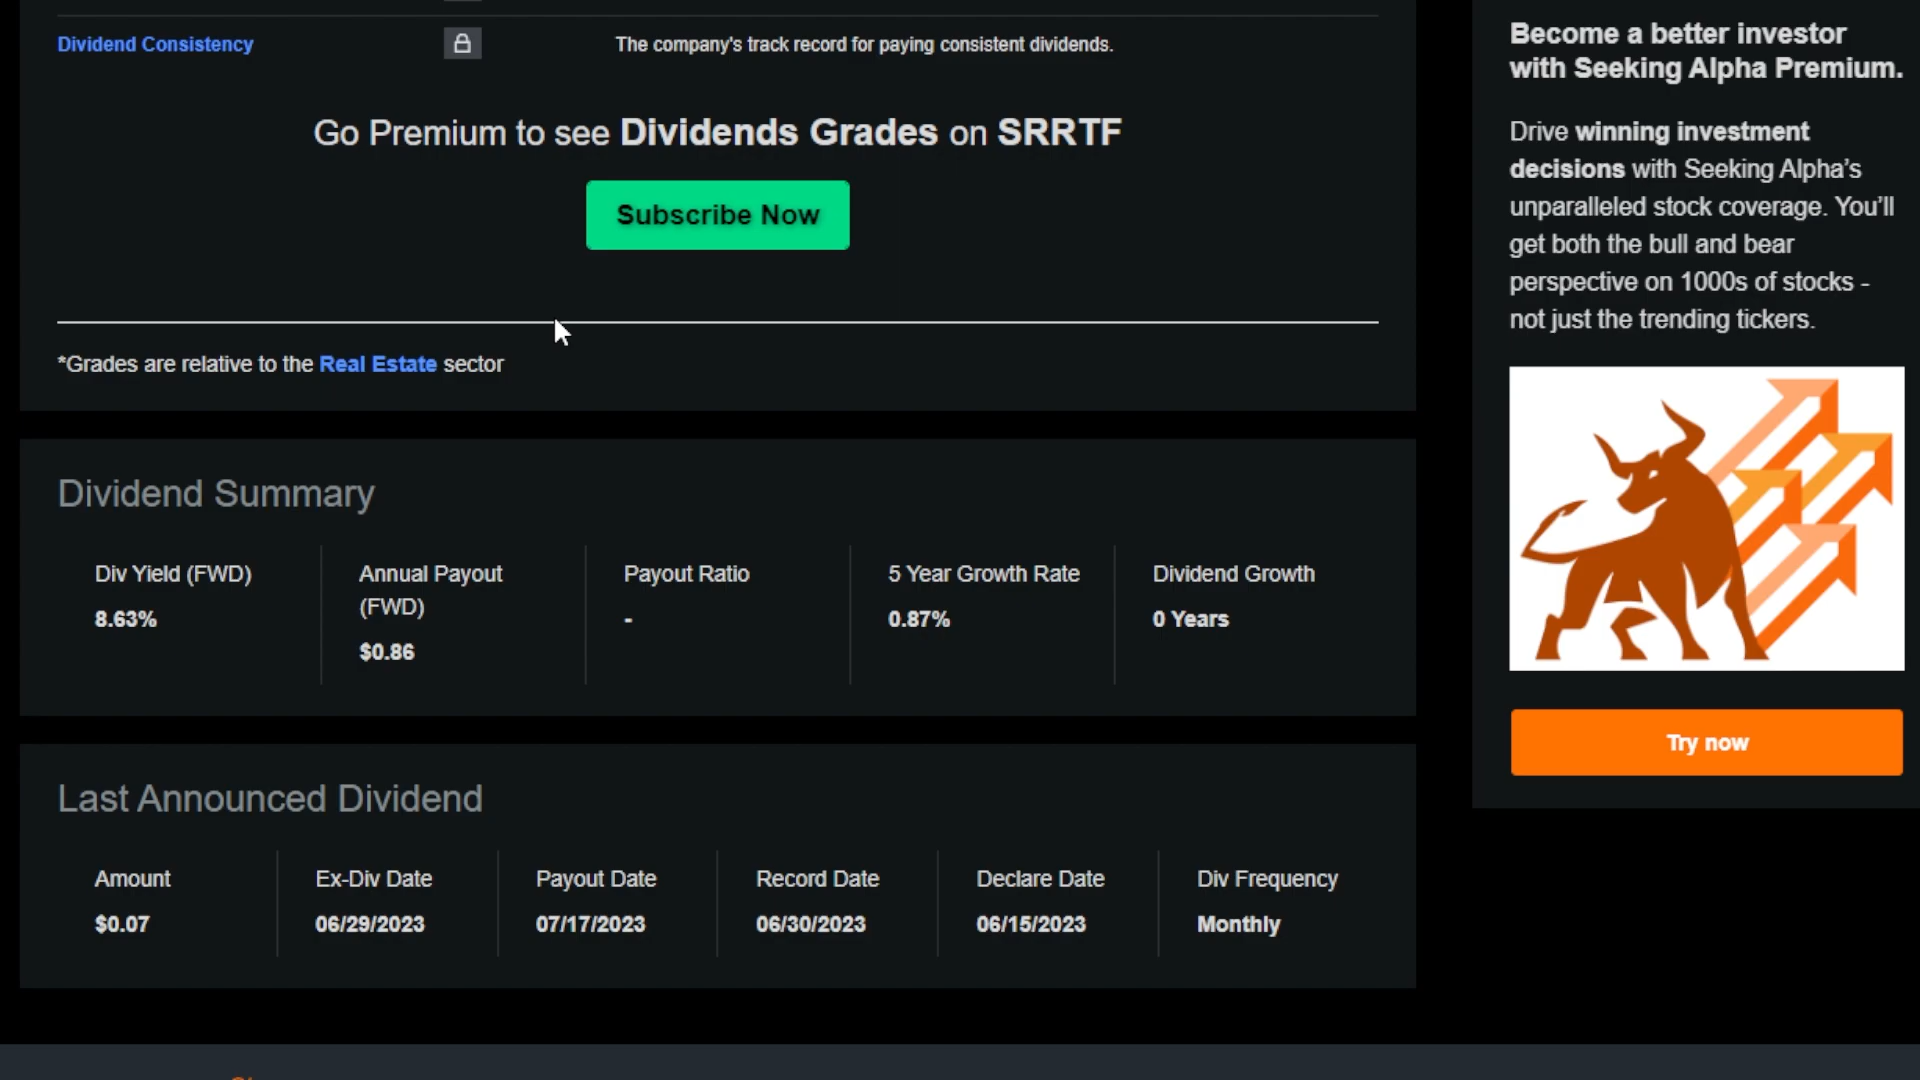 Dividend Consistency
The company's track record for paying consistent dividends.
Go Premium to see Dividends Grades on SRRTF
Subscribe Now
*Grades are relative to the Real Estate sector
Dividend Summary
Div Yield (FWD)
8.63%
Annual Payout
(FWD)
$0.86
Payout Ratio
-
5 Year Growth Rate
0.87%
Dividend Growth
0 Years
Last Announced Dividend
Amount
$0.07
Ex-Div Date
06/29/2023
Payout Date
07/17/2023
Record Date
06/30/2023
Declare Date
06/15/2023
Div Frequency
Monthly
Become a better investor
with Seeking Alpha Premium.
Drive winning investment
decisions with Seeking Alpha's
unparalleled stock coverage. You'll
get both the bull and bear
perspective on 1000s of stocks -
not just the trending tickers.
Try now